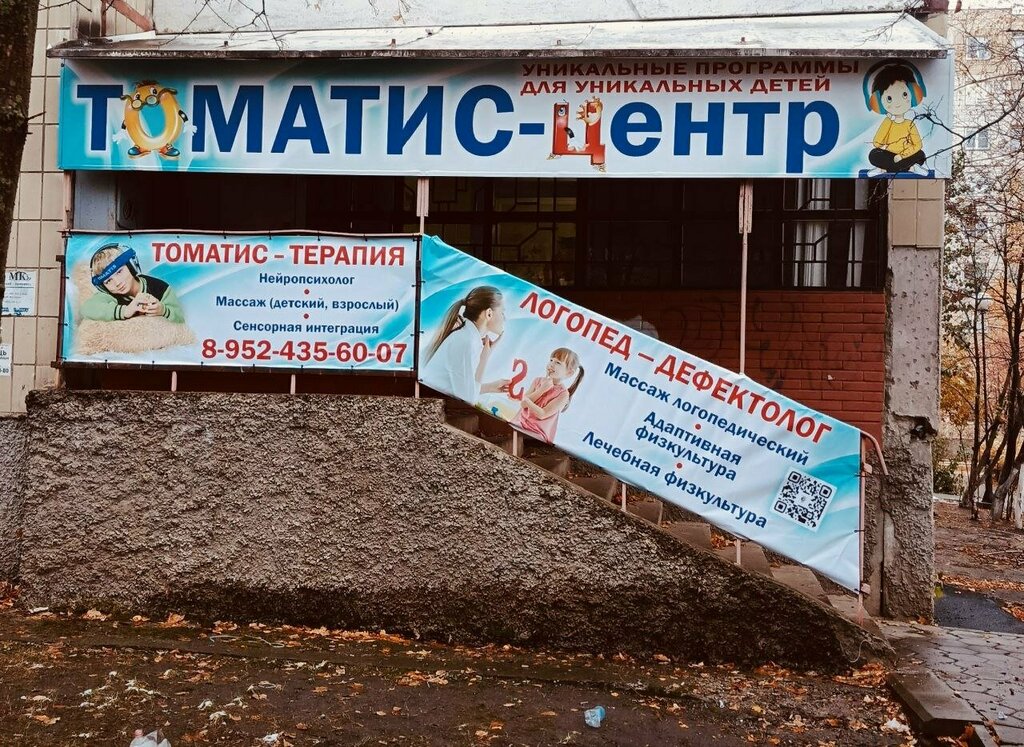 УНИКАЛЬНЫЕ ПРОГРАММЫ
ДЛЯ УНИКАЛЬНЫХ ДЕТЕЙ
ТОМАТИС-Центр
ТОМАТИС – ТЕРАПИЯ
Нейропсихолог
•
Массаж (детский, взрослый)
•
Сенсорная интеграция
8-952-435-60-07
ЛОГОПЕД – ДЕФЕКТОЛОГ
Массаж логопедический
•
Адаптивная
физкультура
•
Лечебная физкультура
МК